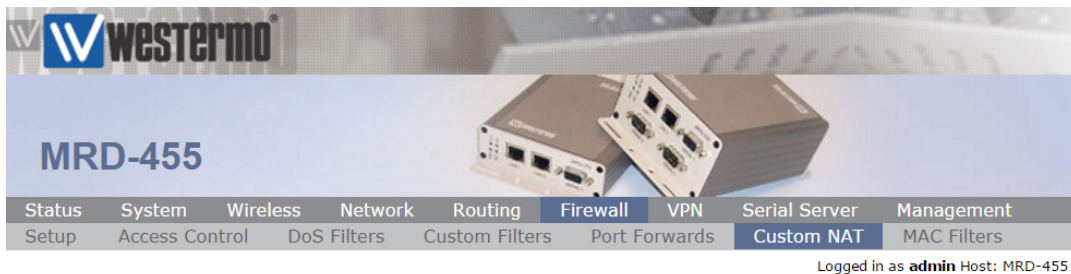 westermo
MRD-455
Status System Wireless Network Routing Firewall VPN Serial Server Management
Setup Access Control DoS Filters Custom Filters Port Forwards Custom NAT MAC Filters
Logged in as admin Host: MRD-455